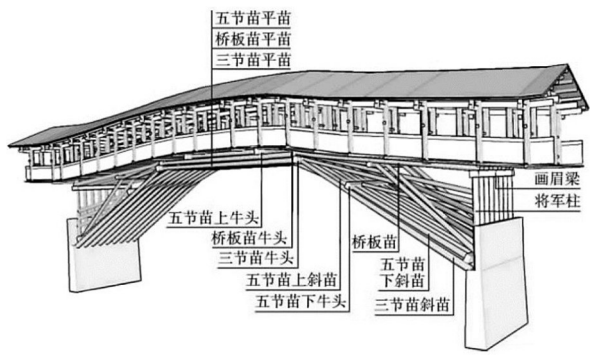 五节苗平苗
桥板苗平苗
三节苗平苗
画眉梁
将军柱
五节苗上牛头
桥板苗牛头
三节苗牛头
五节苗上斜苗
五节苗下牛头
桥板苗
五节苗
下斜苗
三节苗斜苗